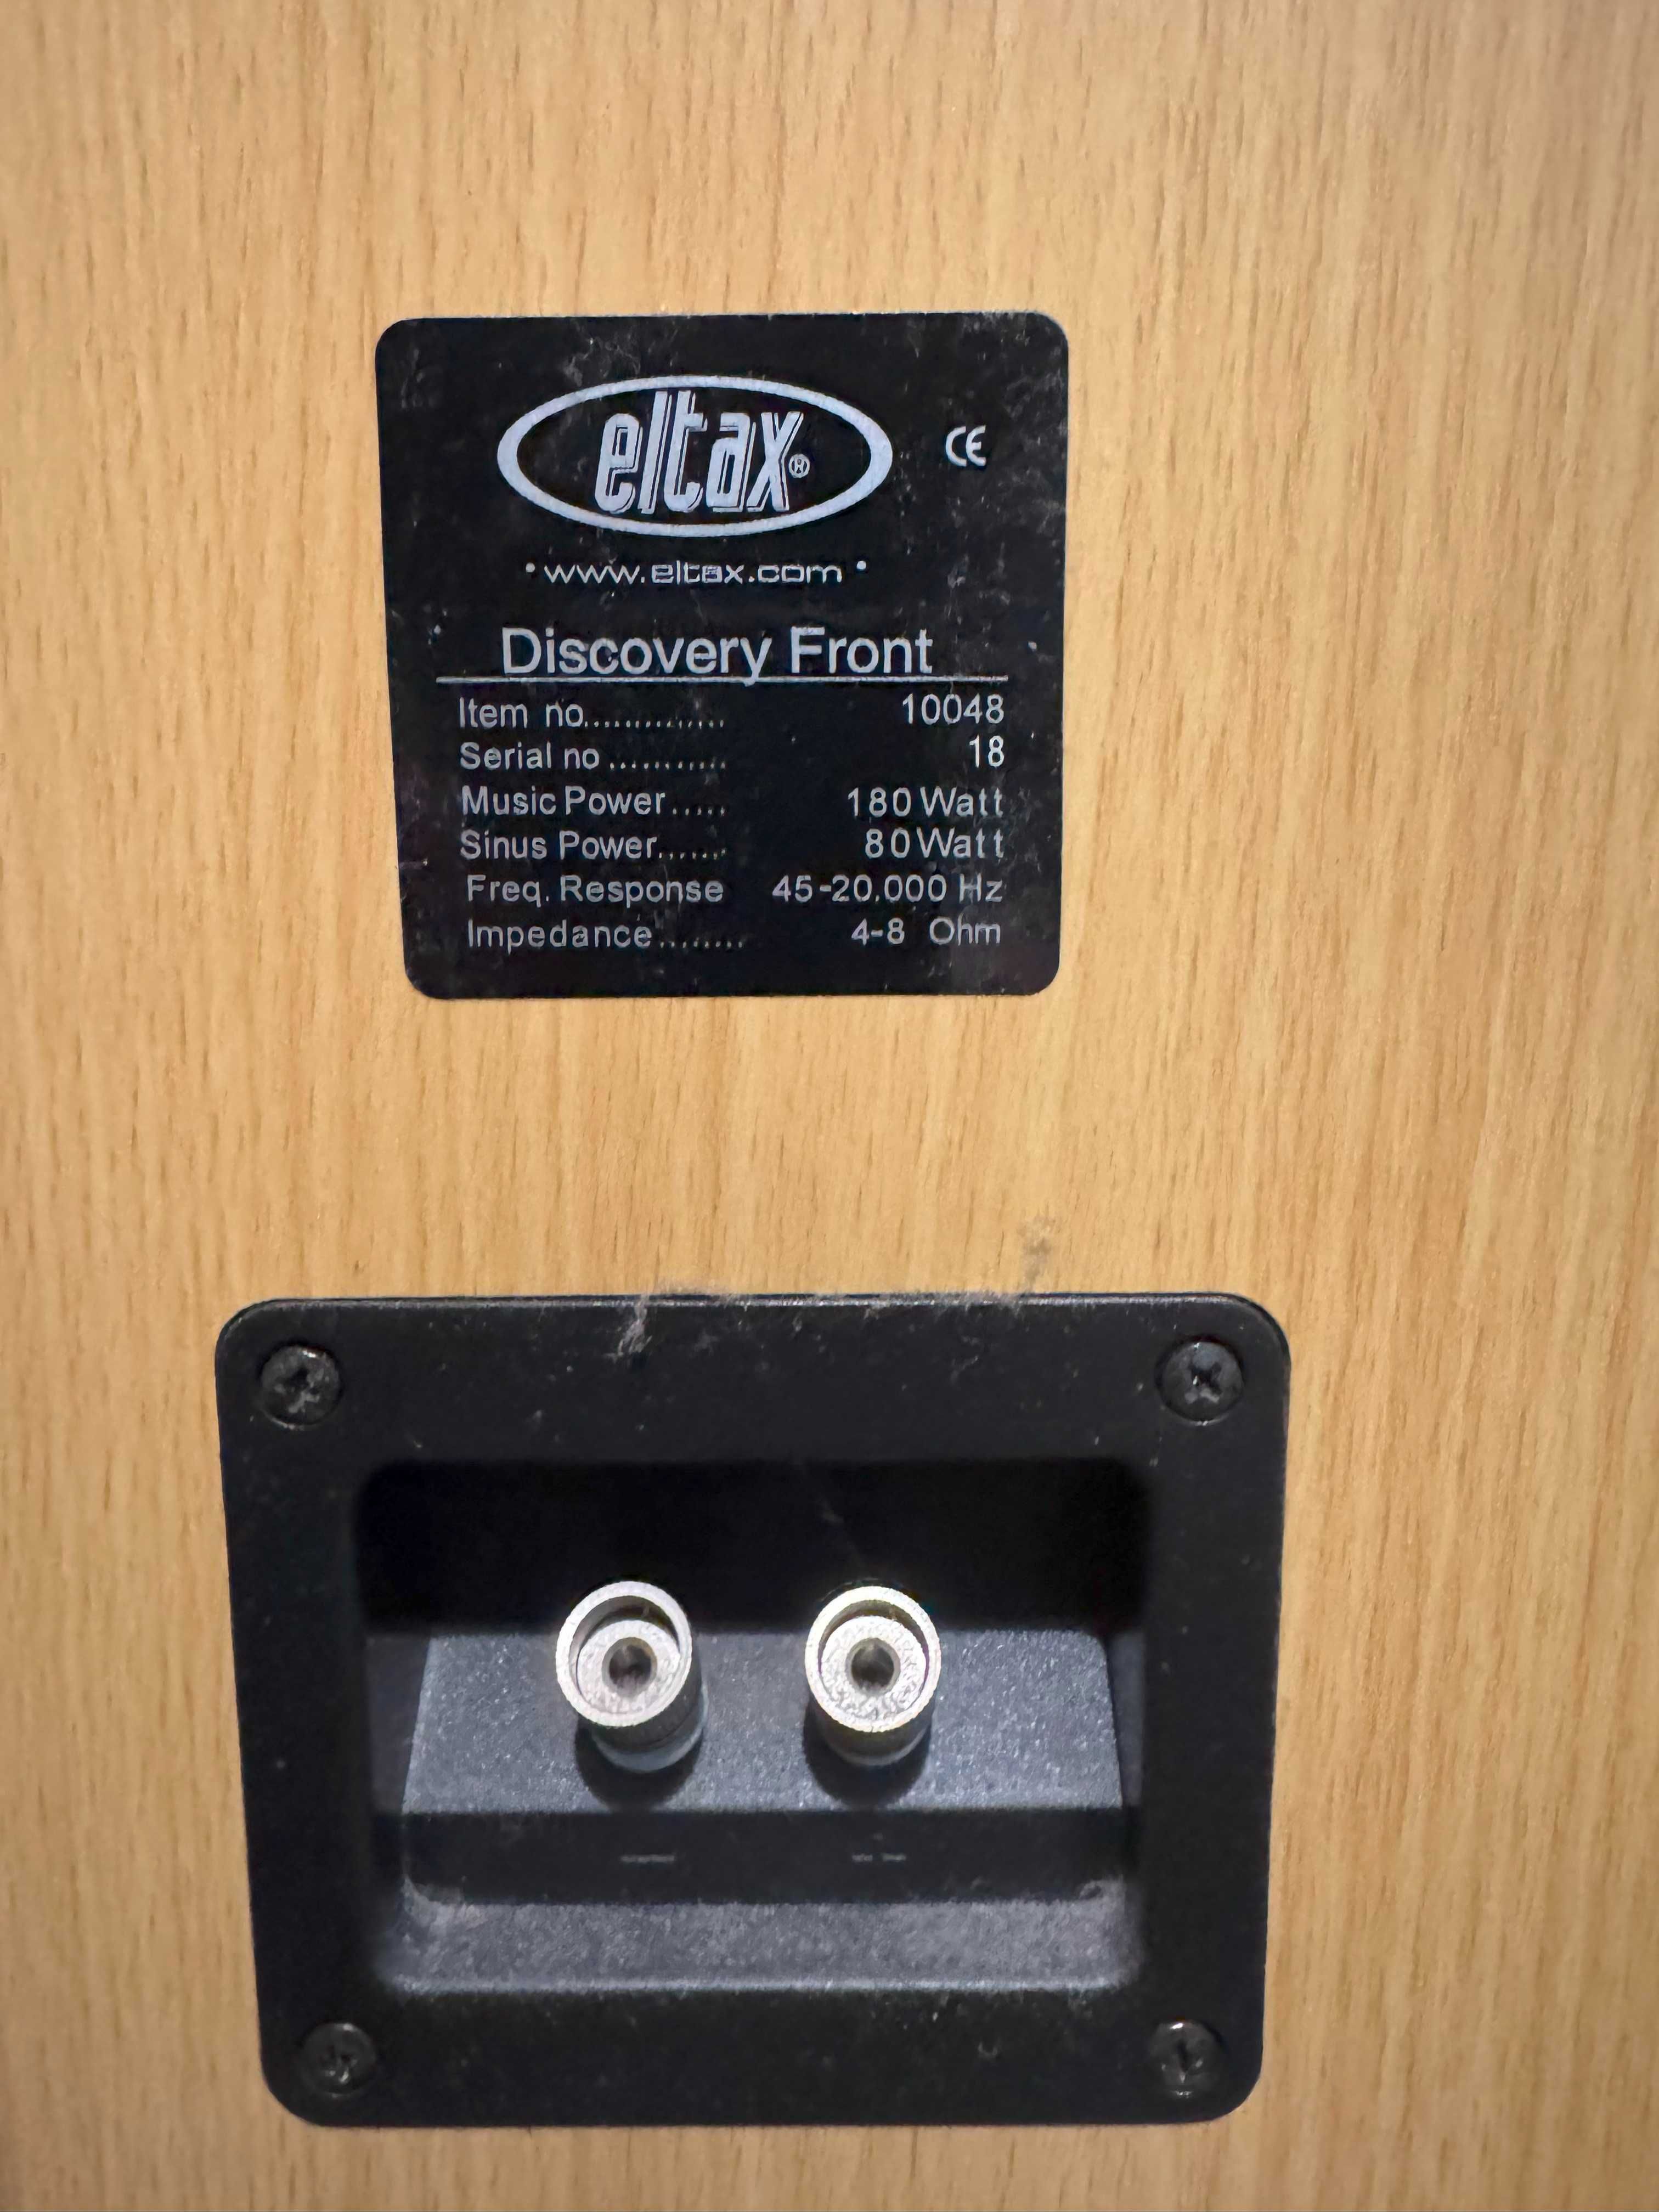 eltax®
CE
• www.eltax.com •
Discovery Front
Item no.............. 10048
Serial no ........... 18
Music Power..... 180 Watt
Sinus Power...... 80 Watt
Freq. Response 45-20.000 Hz
Impedance........ 4-8 Ohm